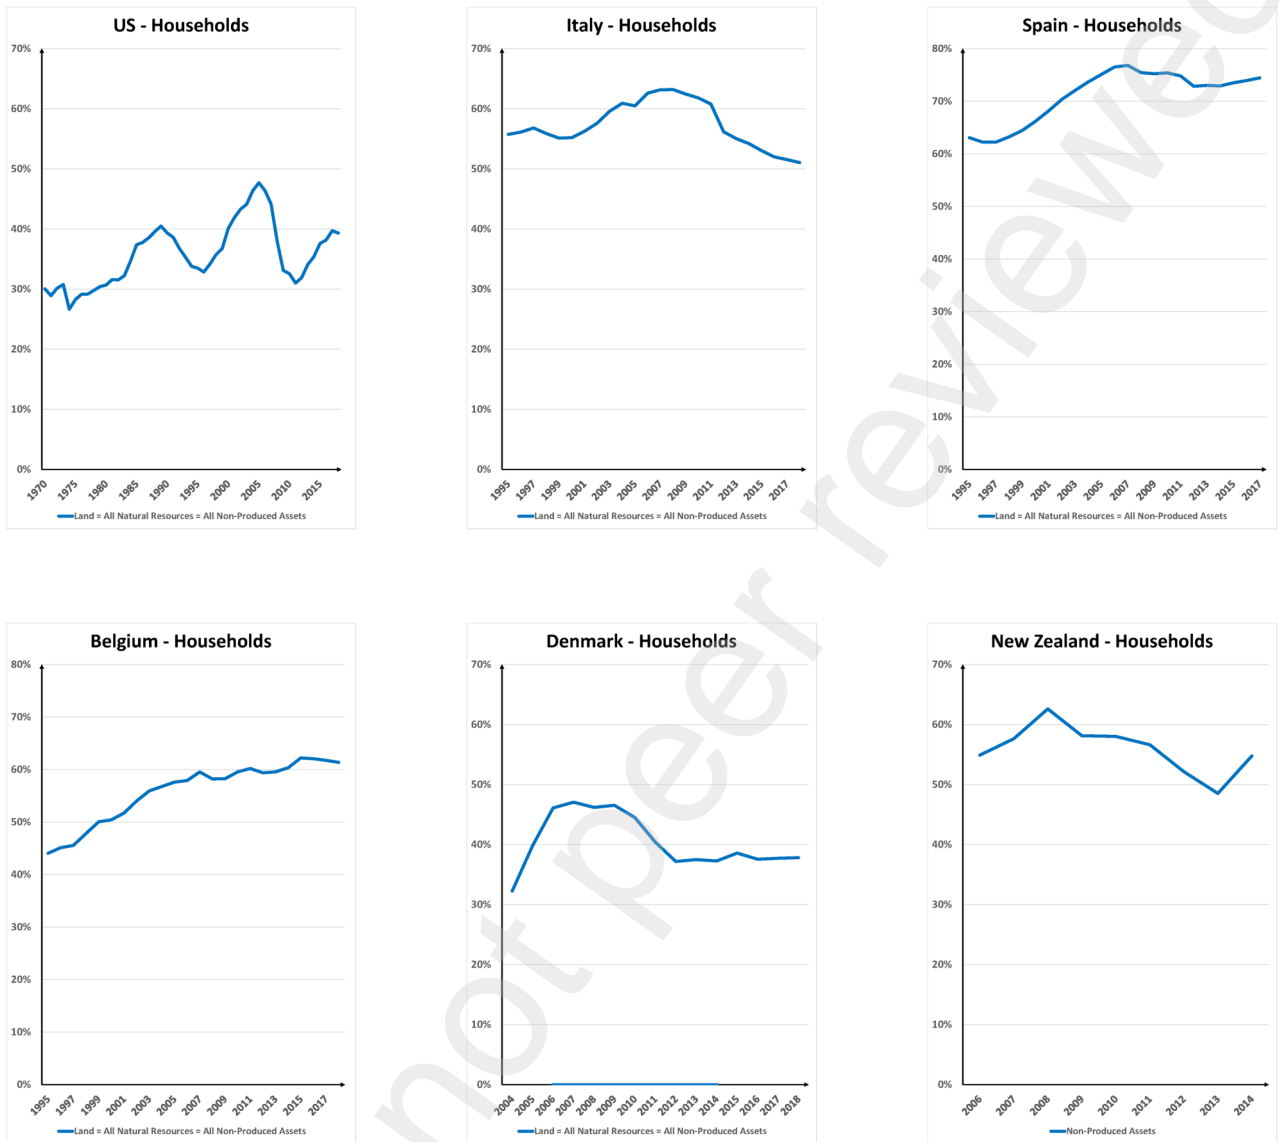 US - Households
70%
60%
50%
40%
30%
20%
10%
0%
1970 1975 1980 1985 1990 1995 2000 2005 2010 2015
Land = All Natural Resources = All Non-Produced Assets
Italy - Households
70%
60%
50%
40%
30%
20%
10%
0%
1995 1997 1999 2001 2003 2005 2007 2009 2011 2013 2015 2017
Land = All Natural Resources = All Non-Produced Assets
Spain - Households
80%
70%
60%
50%
40%
30%
20%
10%
0%
1995 1997 1999 2001 2003 2005 2007 2009 2011 2013 2015 2017
Land = All Natural Resources = All Non-Produced Assets
Belgium - Households
80%
70%
60%
50%
40%
30%
20%
10%
0%
1995 1997 1999 2001 2003 2005 2007 2009 2011 2013 2015 2017
Land = All Natural Resources = All Non-Produced Assets
Denmark - Households
70%
60%
50%
40%
30%
20%
10%
0%
2004 2005 2006 2007 2008 2009 2010 2011 2012 2013 2014 2015 2016 2017 2018
Land = All Natural Resources = All Non-Produced Assets
New Zealand - Households
70%
60%
50%
40%
30%
20%
10%
0%
2006 2007 2008 2009 2010 2011 2012 2013 2014
Non-Produced Assets
not peer reviewed